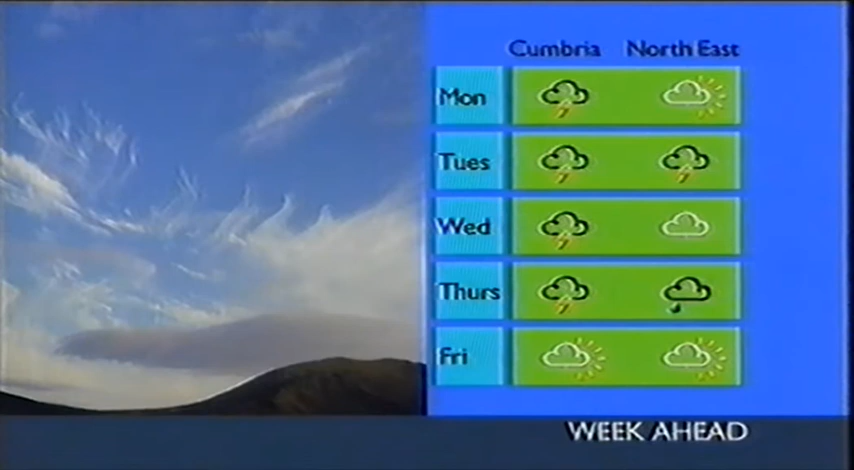 Cumbria North East
Mon
Tues
Wed
Thurs
Fri
WEEK AHEAD